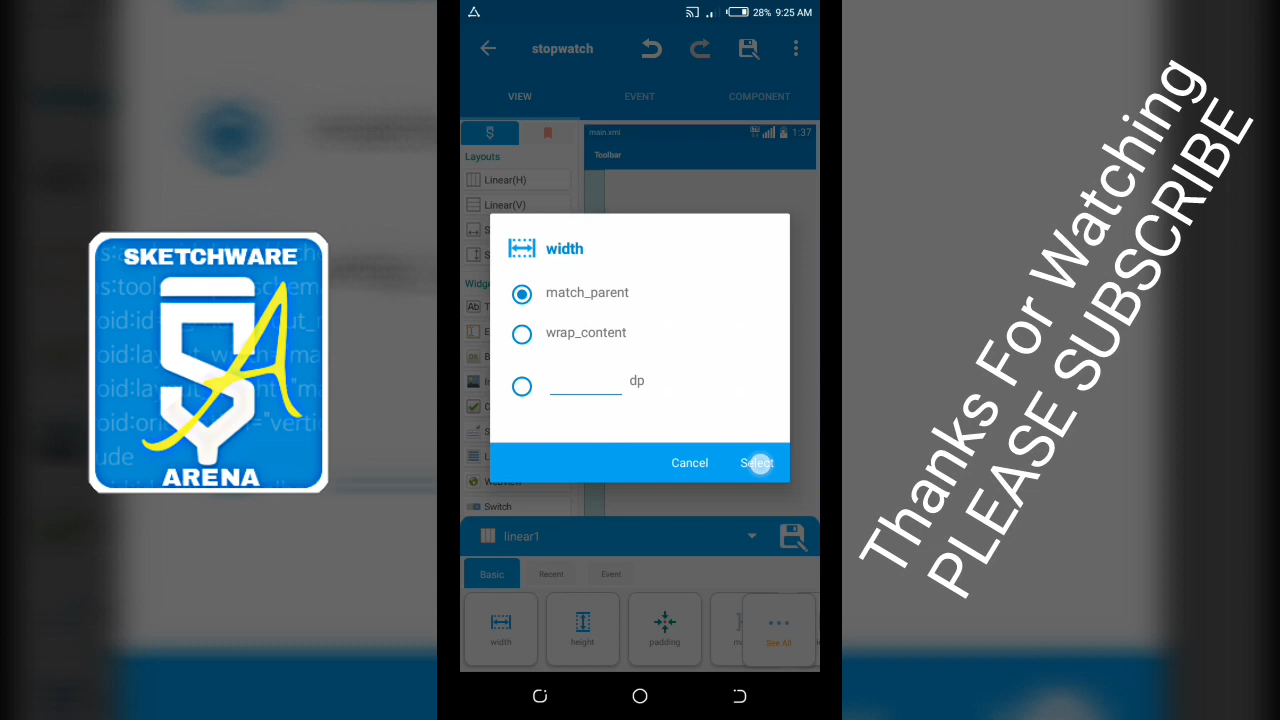 SKETCHWARE
ARENA
28% 9:25 AM
stopwatch
VIEW
EVENT
COMPONENT
main.xml
1:37
Toolbar
Layouts
Linear(H)
Linear(V)
width
match_parent
wrap_content
dp
Cancel
Select
Switch
linear1
Basic
Recent
Event
width
height
padding
See All
Thanks For Watching
PLEASE SUBSCRIBE